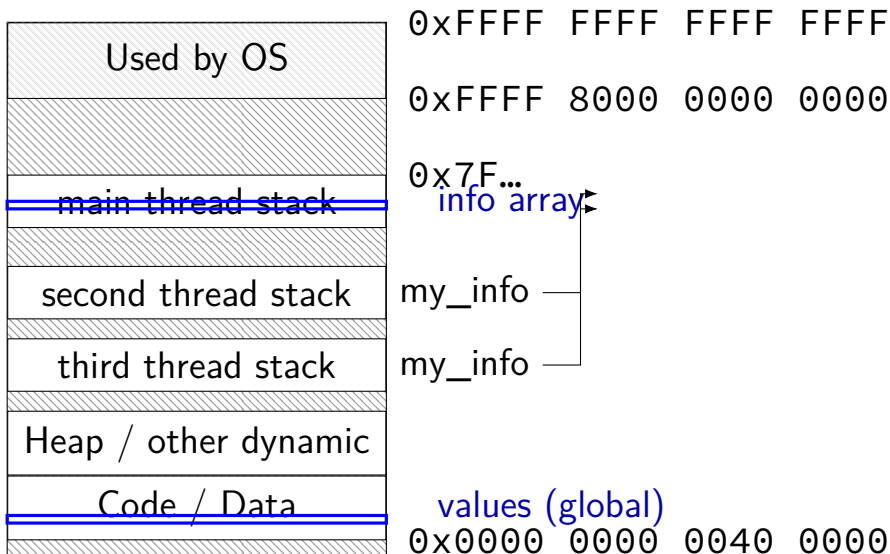 0xFFFF FFFF FFFF FFFF
Used by OS
0xFFFF 8000 0000 0000
0x7F…
main thread stack
info array
second thread stack
my_info
third thread stack
my_info
Heap / other dynamic
Code / Data
values (global)
0x0000 0000 0040 0000